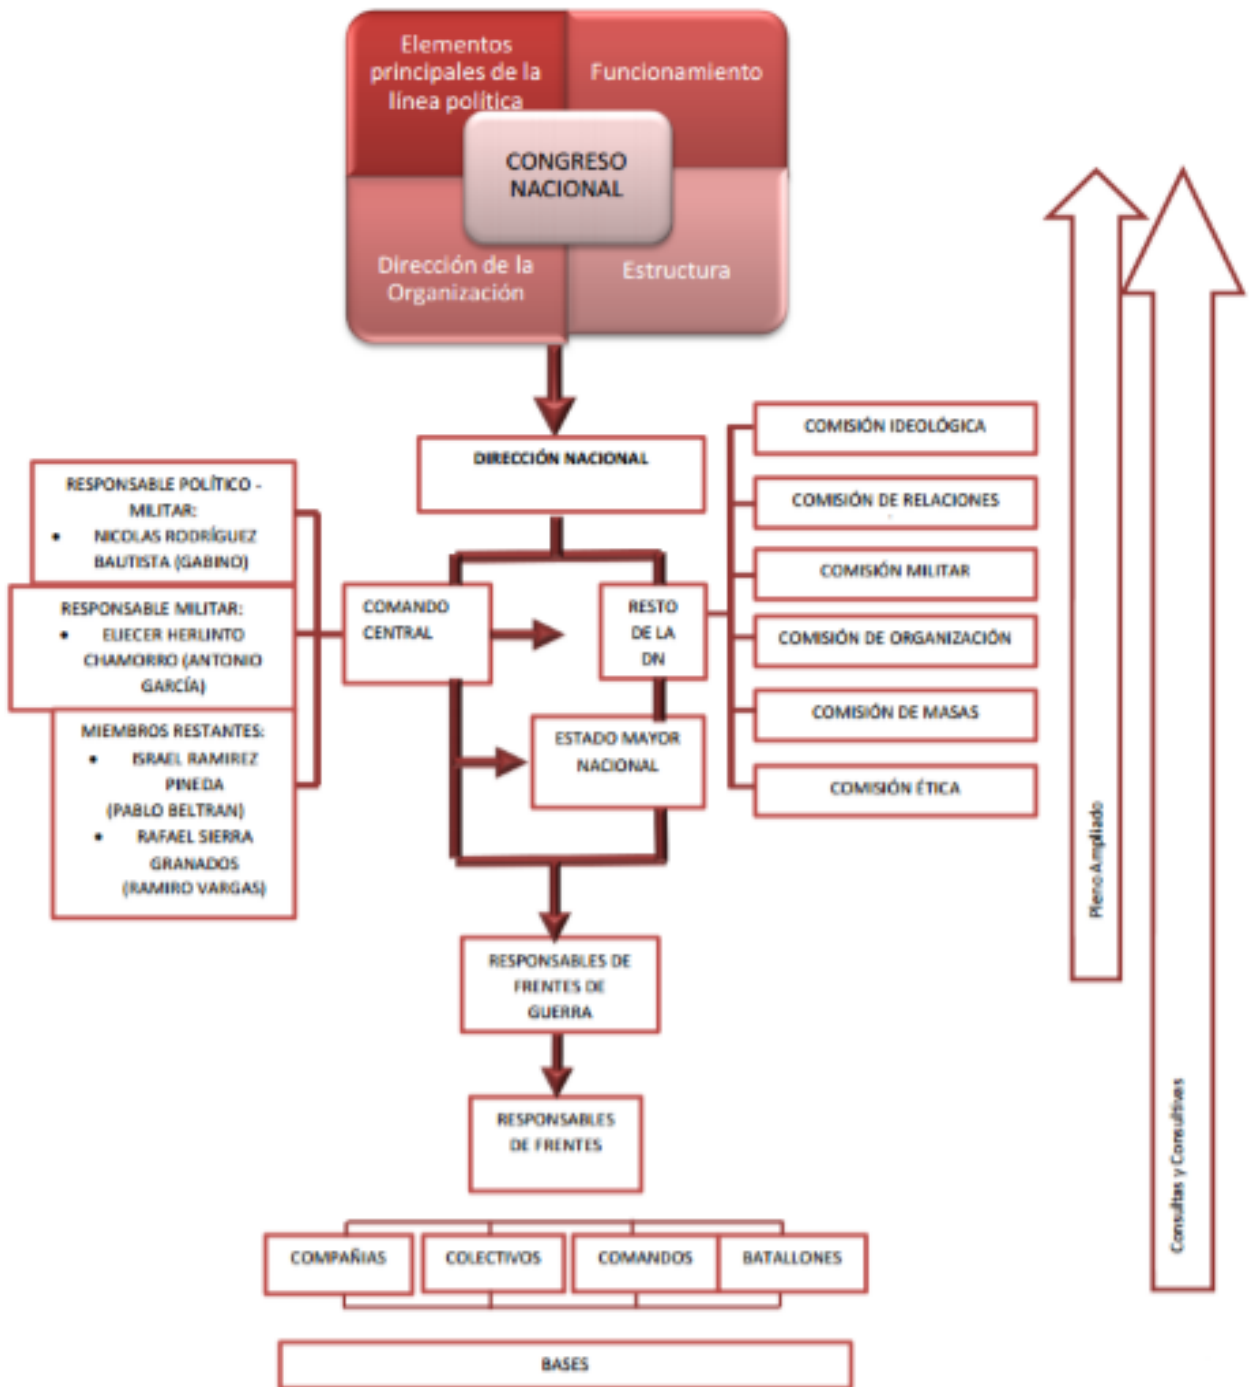 Elementos
principales de la
línea política
Funcionamiento
CONGRESO
NACIONAL
Dirección de la
Organización
Estructura
DIRECCIÓN NACIONAL
COMISIÓN IDEOLÓGICA
COMISIÓN DE RELACIONES
COMISIÓN MILITAR
COMISIÓN DE ORGANIZACIÓN
COMISIÓN DE MASAS
COMISIÓN ÉTICA
RESPONSABLE POLÍTICO -
MILITAR:
• NICOLAS RODRÍGUEZ
BAUTISTA (GABINO)
RESPONSABLE MILITAR:
• ELIECER HERLINTO
CHAMORRO (ANTONIO
GARCÍA)
MIEMBROS RESTANTES:
• ISRAEL RAMIREZ
PINEDA
(PABLO BELTRAN)
• RAFAEL SIERRA
GRANADOS
(RAMIRO VARGAS)
COMANDO
CENTRAL
RESTO
DE LA
DN
ESTADO MAYOR
NACIONAL
RESPONSABLES DE
FRENTES DE
GUERRA
RESPONSABLES
DE FRENTES
COMPAÑIAS
COLECTIVOS
COMANDOS
BATALLONES
BASES
Pleno Ampliado
Consultas y Consultivas